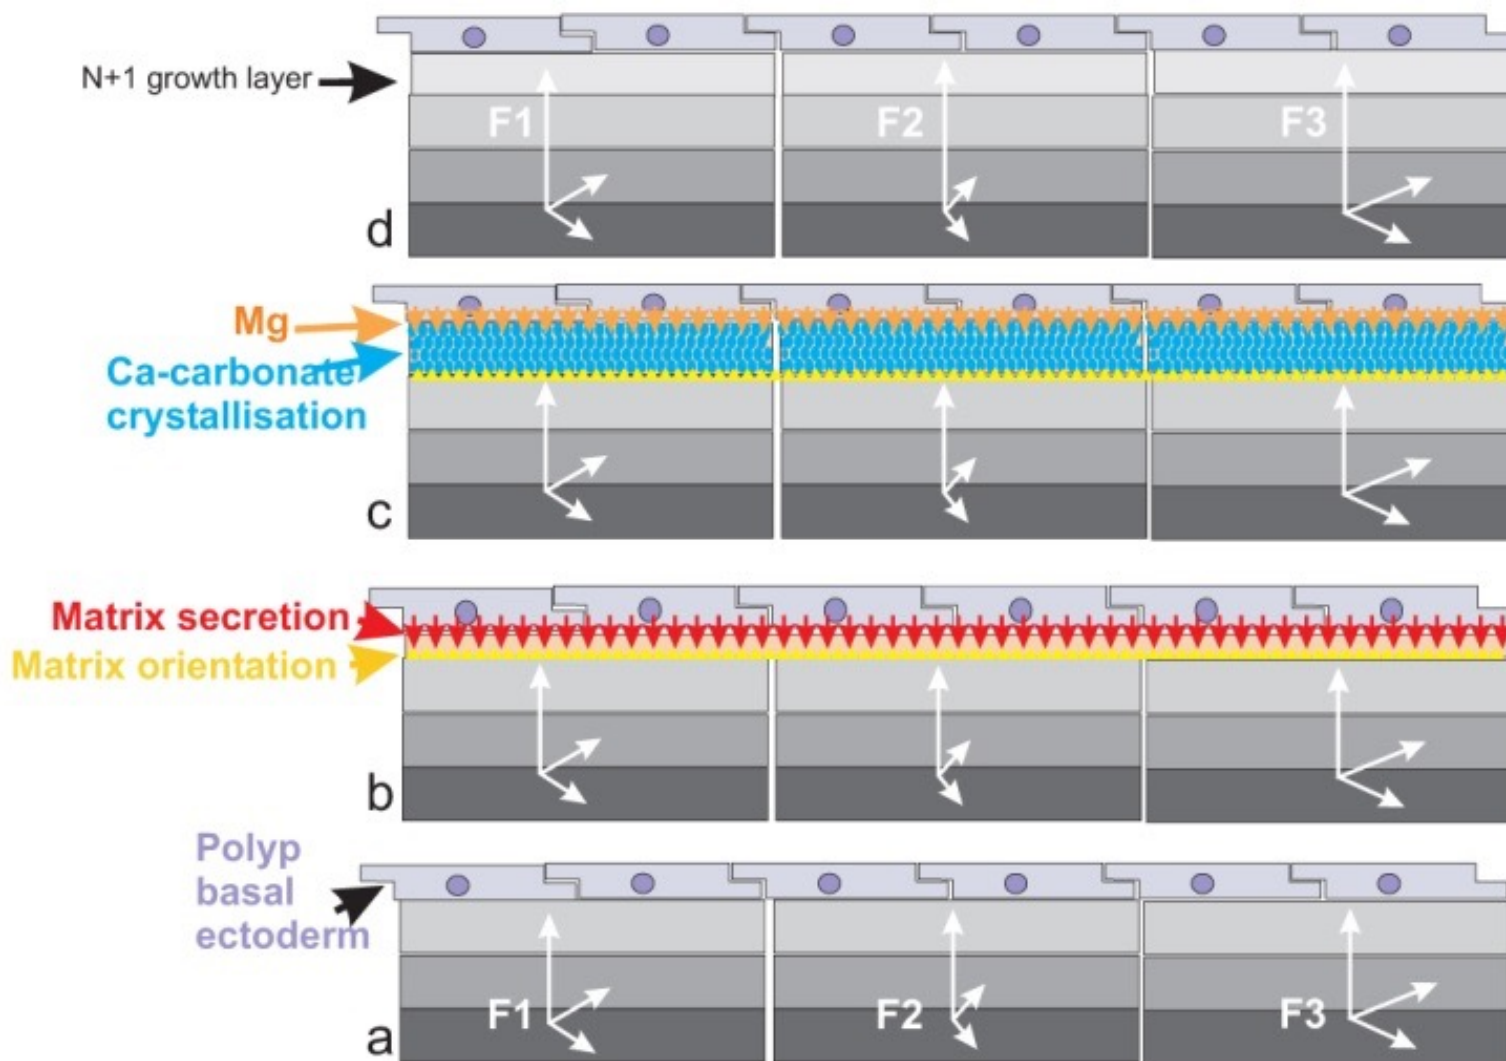 N+1 growth layer
F1
F2
F3
d
Mg
Ca-carbonate
crystallisation
c
Matrix secretion
Matrix orientation
b
Polyp
basal
ectoderm
F1
F2
F3
a